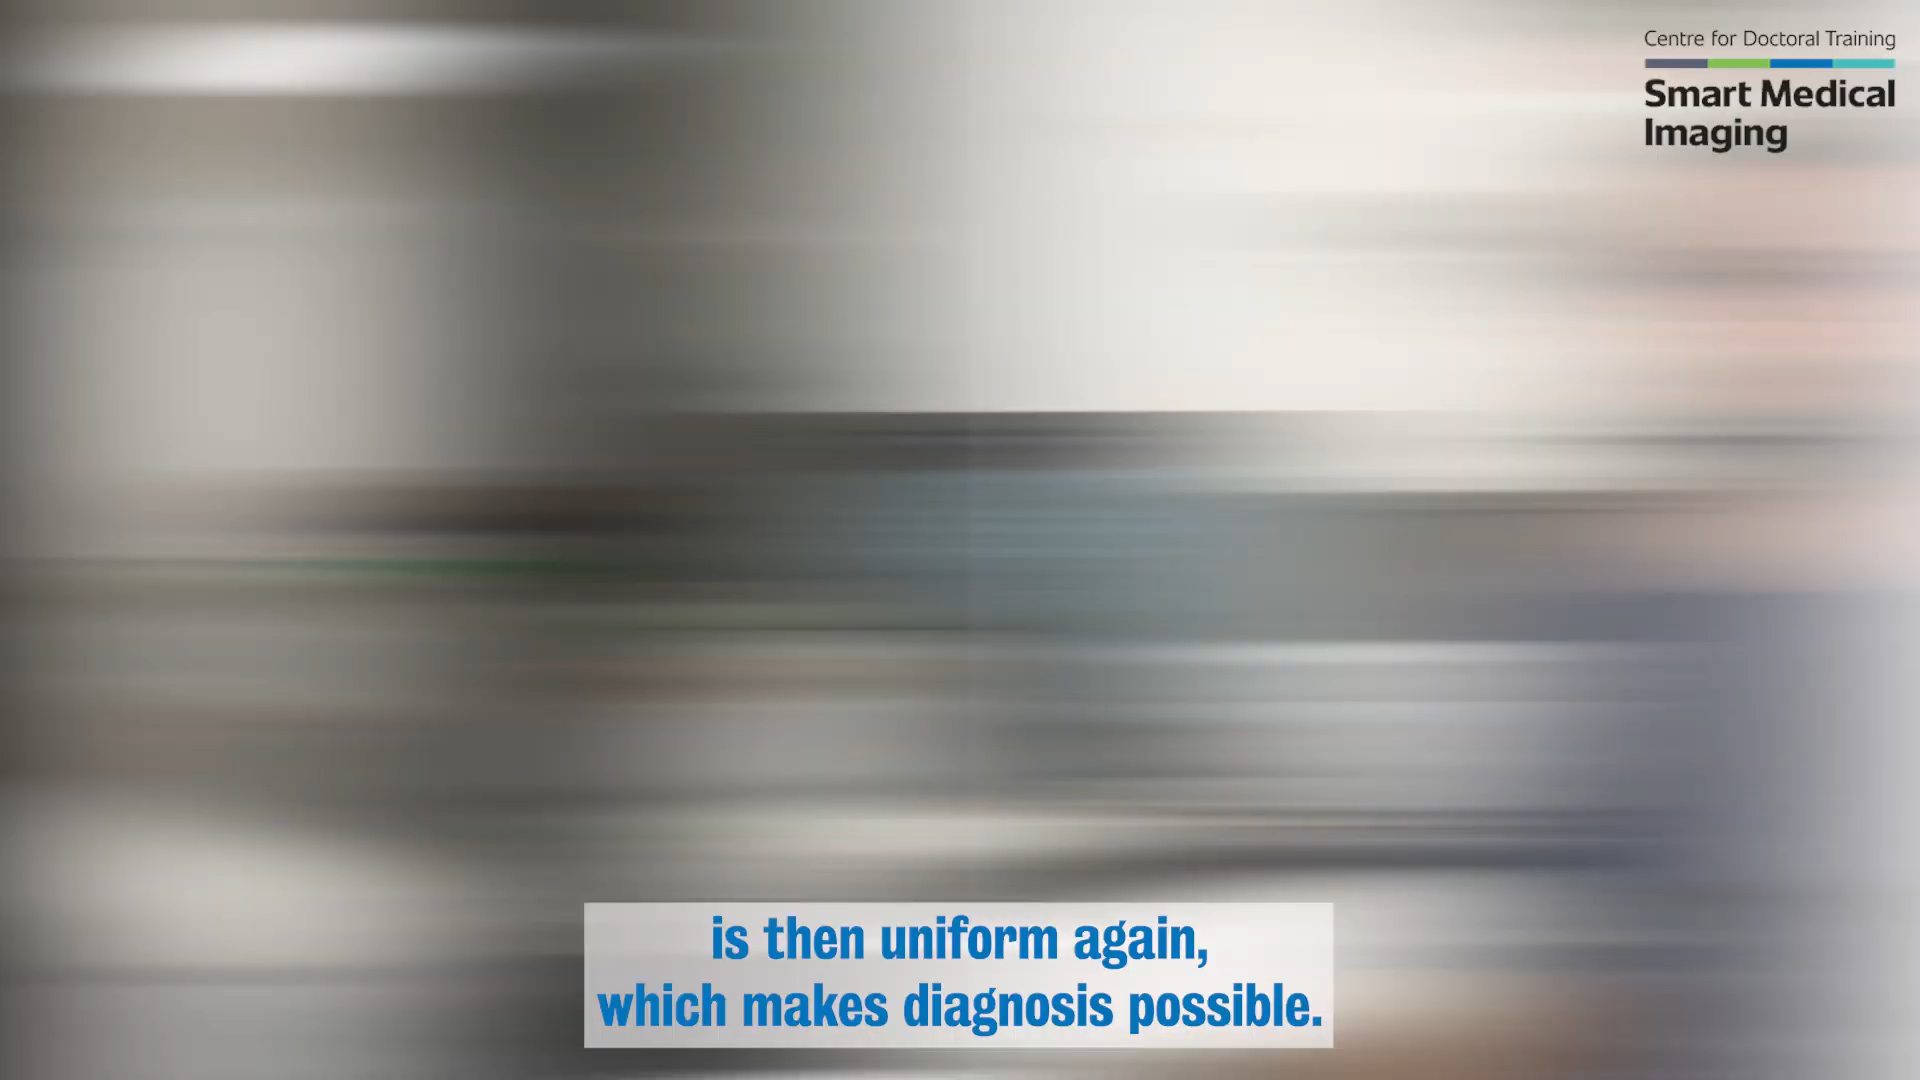 Centre for Doctoral Training
Smart Medical
Imaging
is then uniform again,
which makes diagnosis possible.